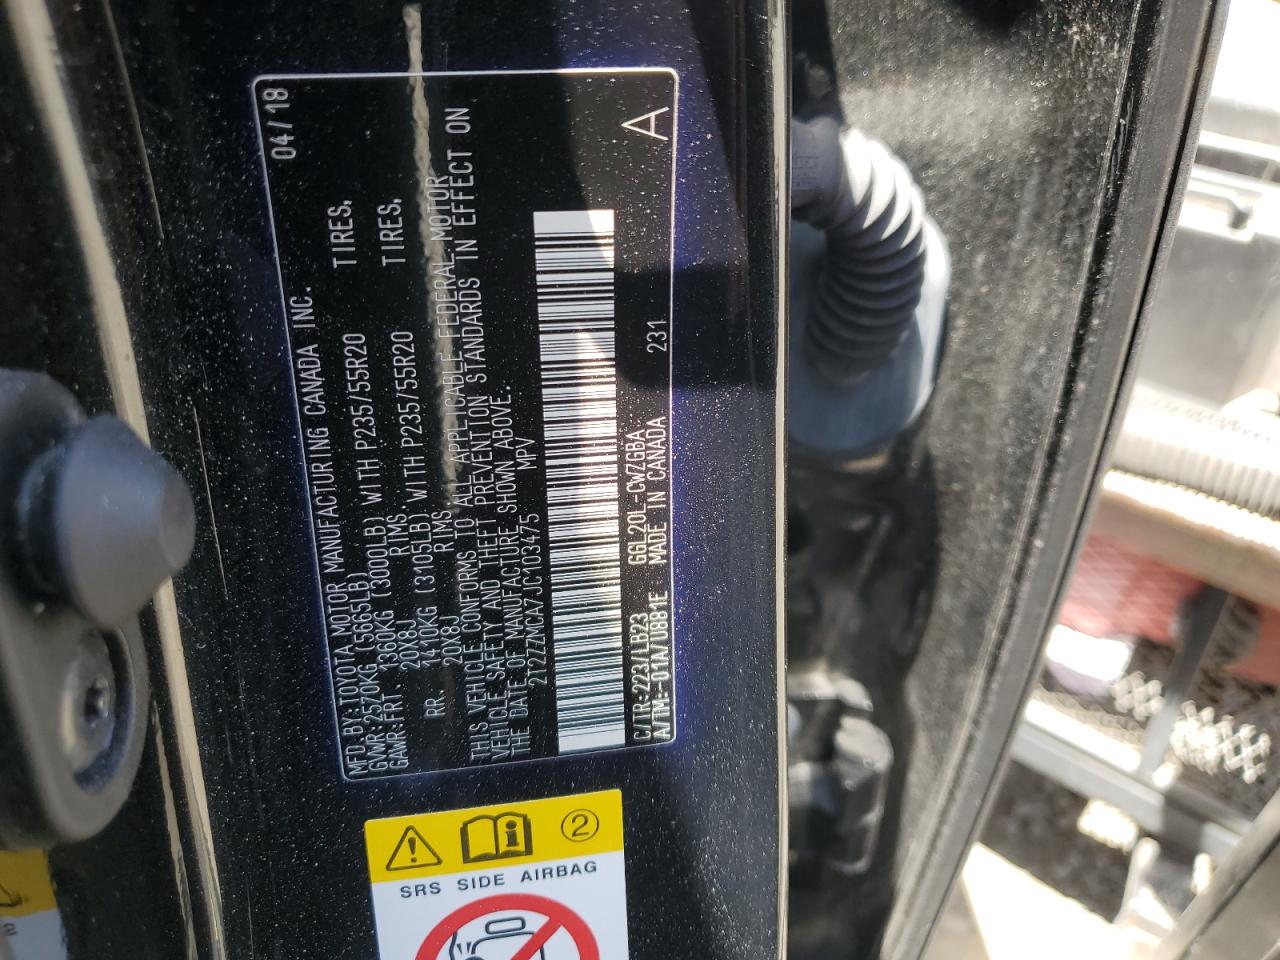 MFD.BY:TOYOTA MOTOR MANUFACTURING CANADA INC. 04/18
GVWR 2570KG (5665LB)
GAWR:FRT. 1360KG (3000LB) WITH P235/55R20 TIRES,
20X8J RIMS.
RR. 1410KG (3105LB) WITH P235/55R20 TIRES,
20X8J RIMS.
THIS VEHICLE CONFORMS TO ALL APPLICABLE FEDERAL MOTOR
VEHICLE SAFETY AND THEFT PREVENTION STANDARDS IN EFFECT ON
THE DATE OF MANUFACTURE SHOWN ABOVE.
2T2ZZMCA7JC103475 MPV
C/TR:223/LB23 GGL20L-CWZGBA 231 A
A/TM:-01A/U881E MADE IN CANADA
2
SRS SIDE AIRBAG
2